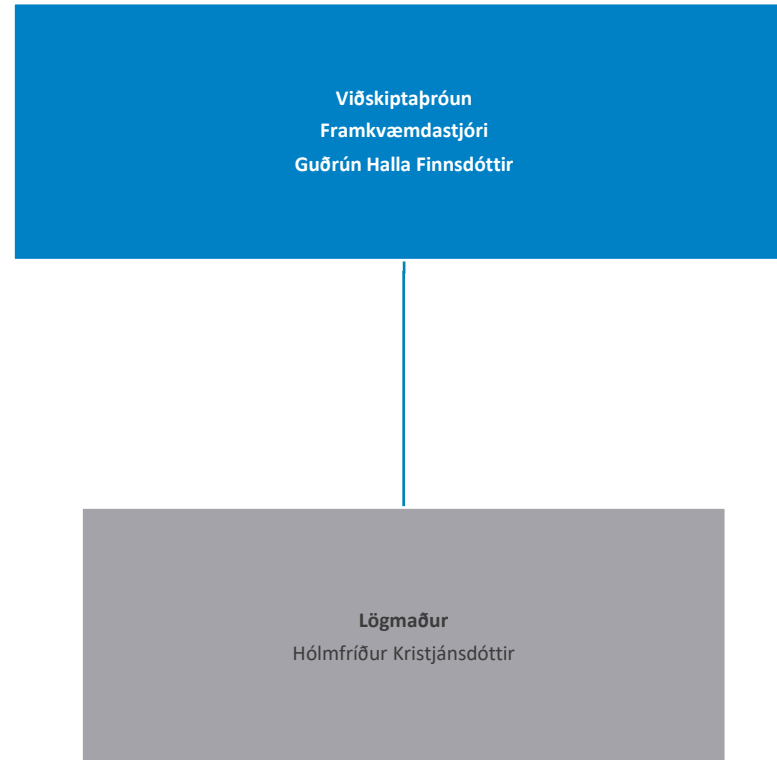 Viðskiptaþróun
Framkvæmdastjóri
Guðrún Halla Finnsdóttir
Lögmaður
Hólmfríður Kristjánsdóttir